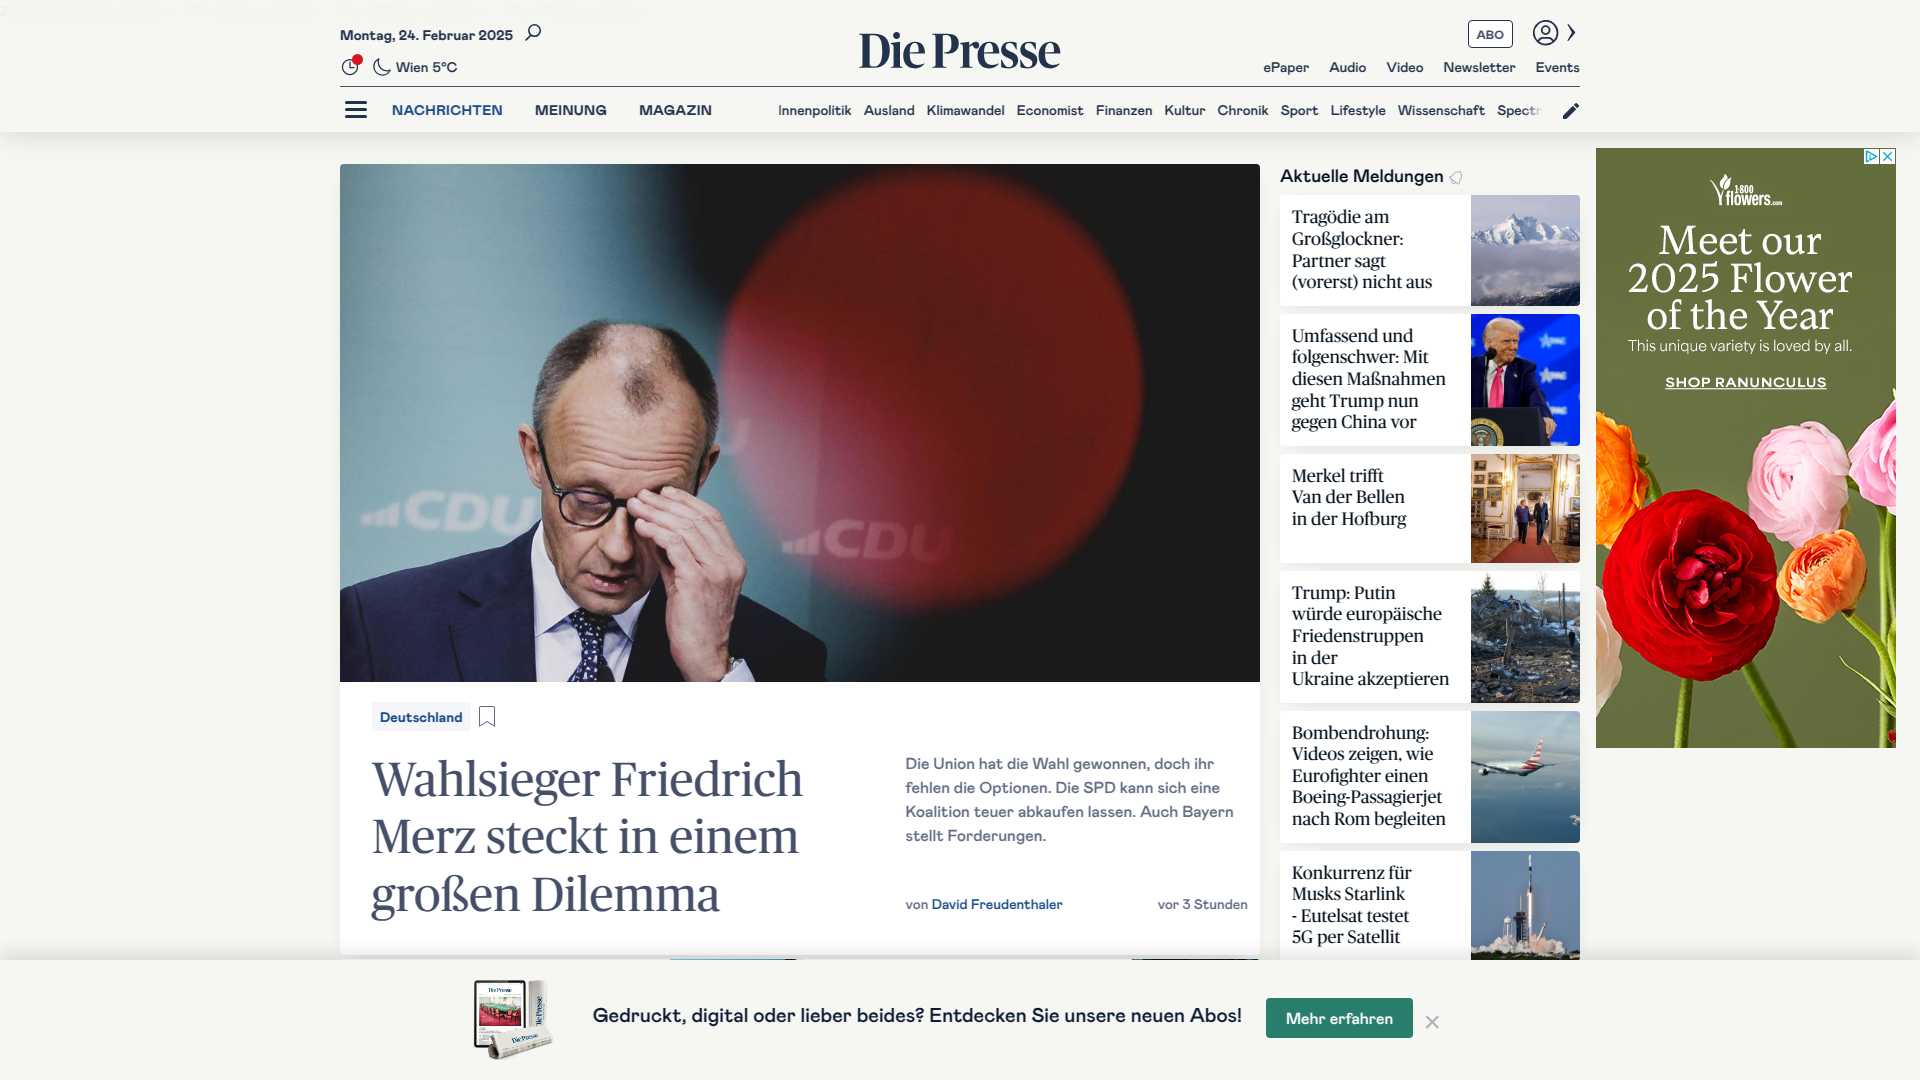 Montag, 24. Februar 2025
Wien 5°C
Die Presse
ABO
ePaper Audio Video Newsletter Events
NACHRICHTEN MEINUNG MAGAZIN
Innenpolitik Ausland Klimawandel Economist Finanzen Kultur Chronik Sport Lifestyle Wissenschaft Spectr
CDU
CDU
Deutschland
Wahlsieger Friedrich
Merz steckt in einem
großen Dilemma
Die Union hat die Wahl gewonnen, doch ihr
fehlen die Optionen. Die SPD kann sich eine
Koalition teuer abkaufen lassen. Auch Bayern
stellt Forderungen.
von David Freudenthaler
vor 3 Stunden
Aktuelle Meldungen
Tragödie am
Großglockner:
Partner sagt
(vorerst) nicht aus
Umfassend und
folgenschwer: Mit
diesen Maßnahmen
geht Trump nun
gegen China vor
Merkel trifft
Van der Bellen
in der Hofburg
Trump: Putin
würde europäische
Friedenstruppen
in der
Ukraine akzeptieren
Bombendrohung:
Videos zeigen, wie
Eurofighter einen
Boeing-Passagierjet
nach Rom begleiten
Konkurrenz für
Musks Starlink
- Eutelsat testet
5G per Satellit
1-800
flowers.com
Meet our
2025 Flower
of the Year
This unique variety is loved by all.
SHOP RANUNCULUS
Die Presse
Die Presse
Die Presse
Gedruckt, digital oder lieber beides? Entdecken Sie unsere neuen Abos!
Mehr erfahren